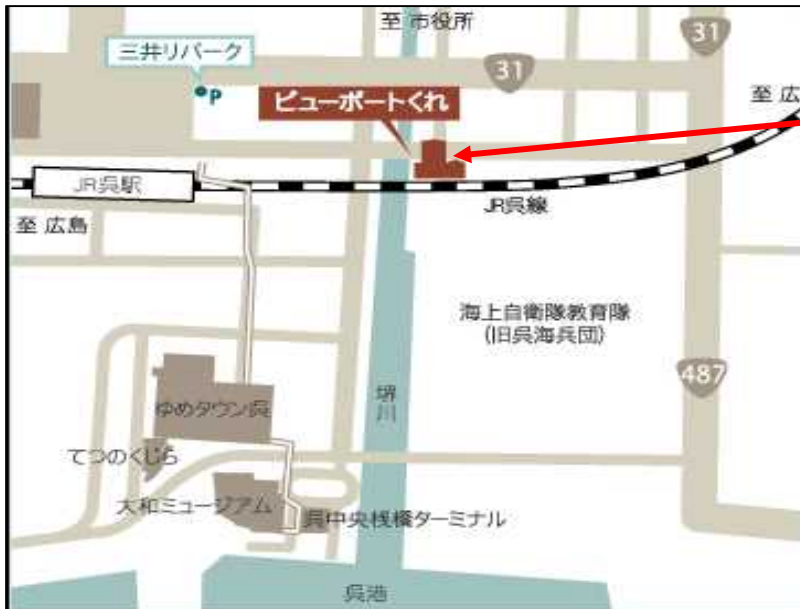 至 市役所
31
三井リパーク
31
P
ビューポートくれ
至 広
JR呉駅
JR呉線
至 広島
海上自衛隊教育隊
(旧呉海兵団)
487
堺川
ゆめタウン呉
てつのくじら
大和ミュージアム
呉中央桟橋ターミナル
呉港